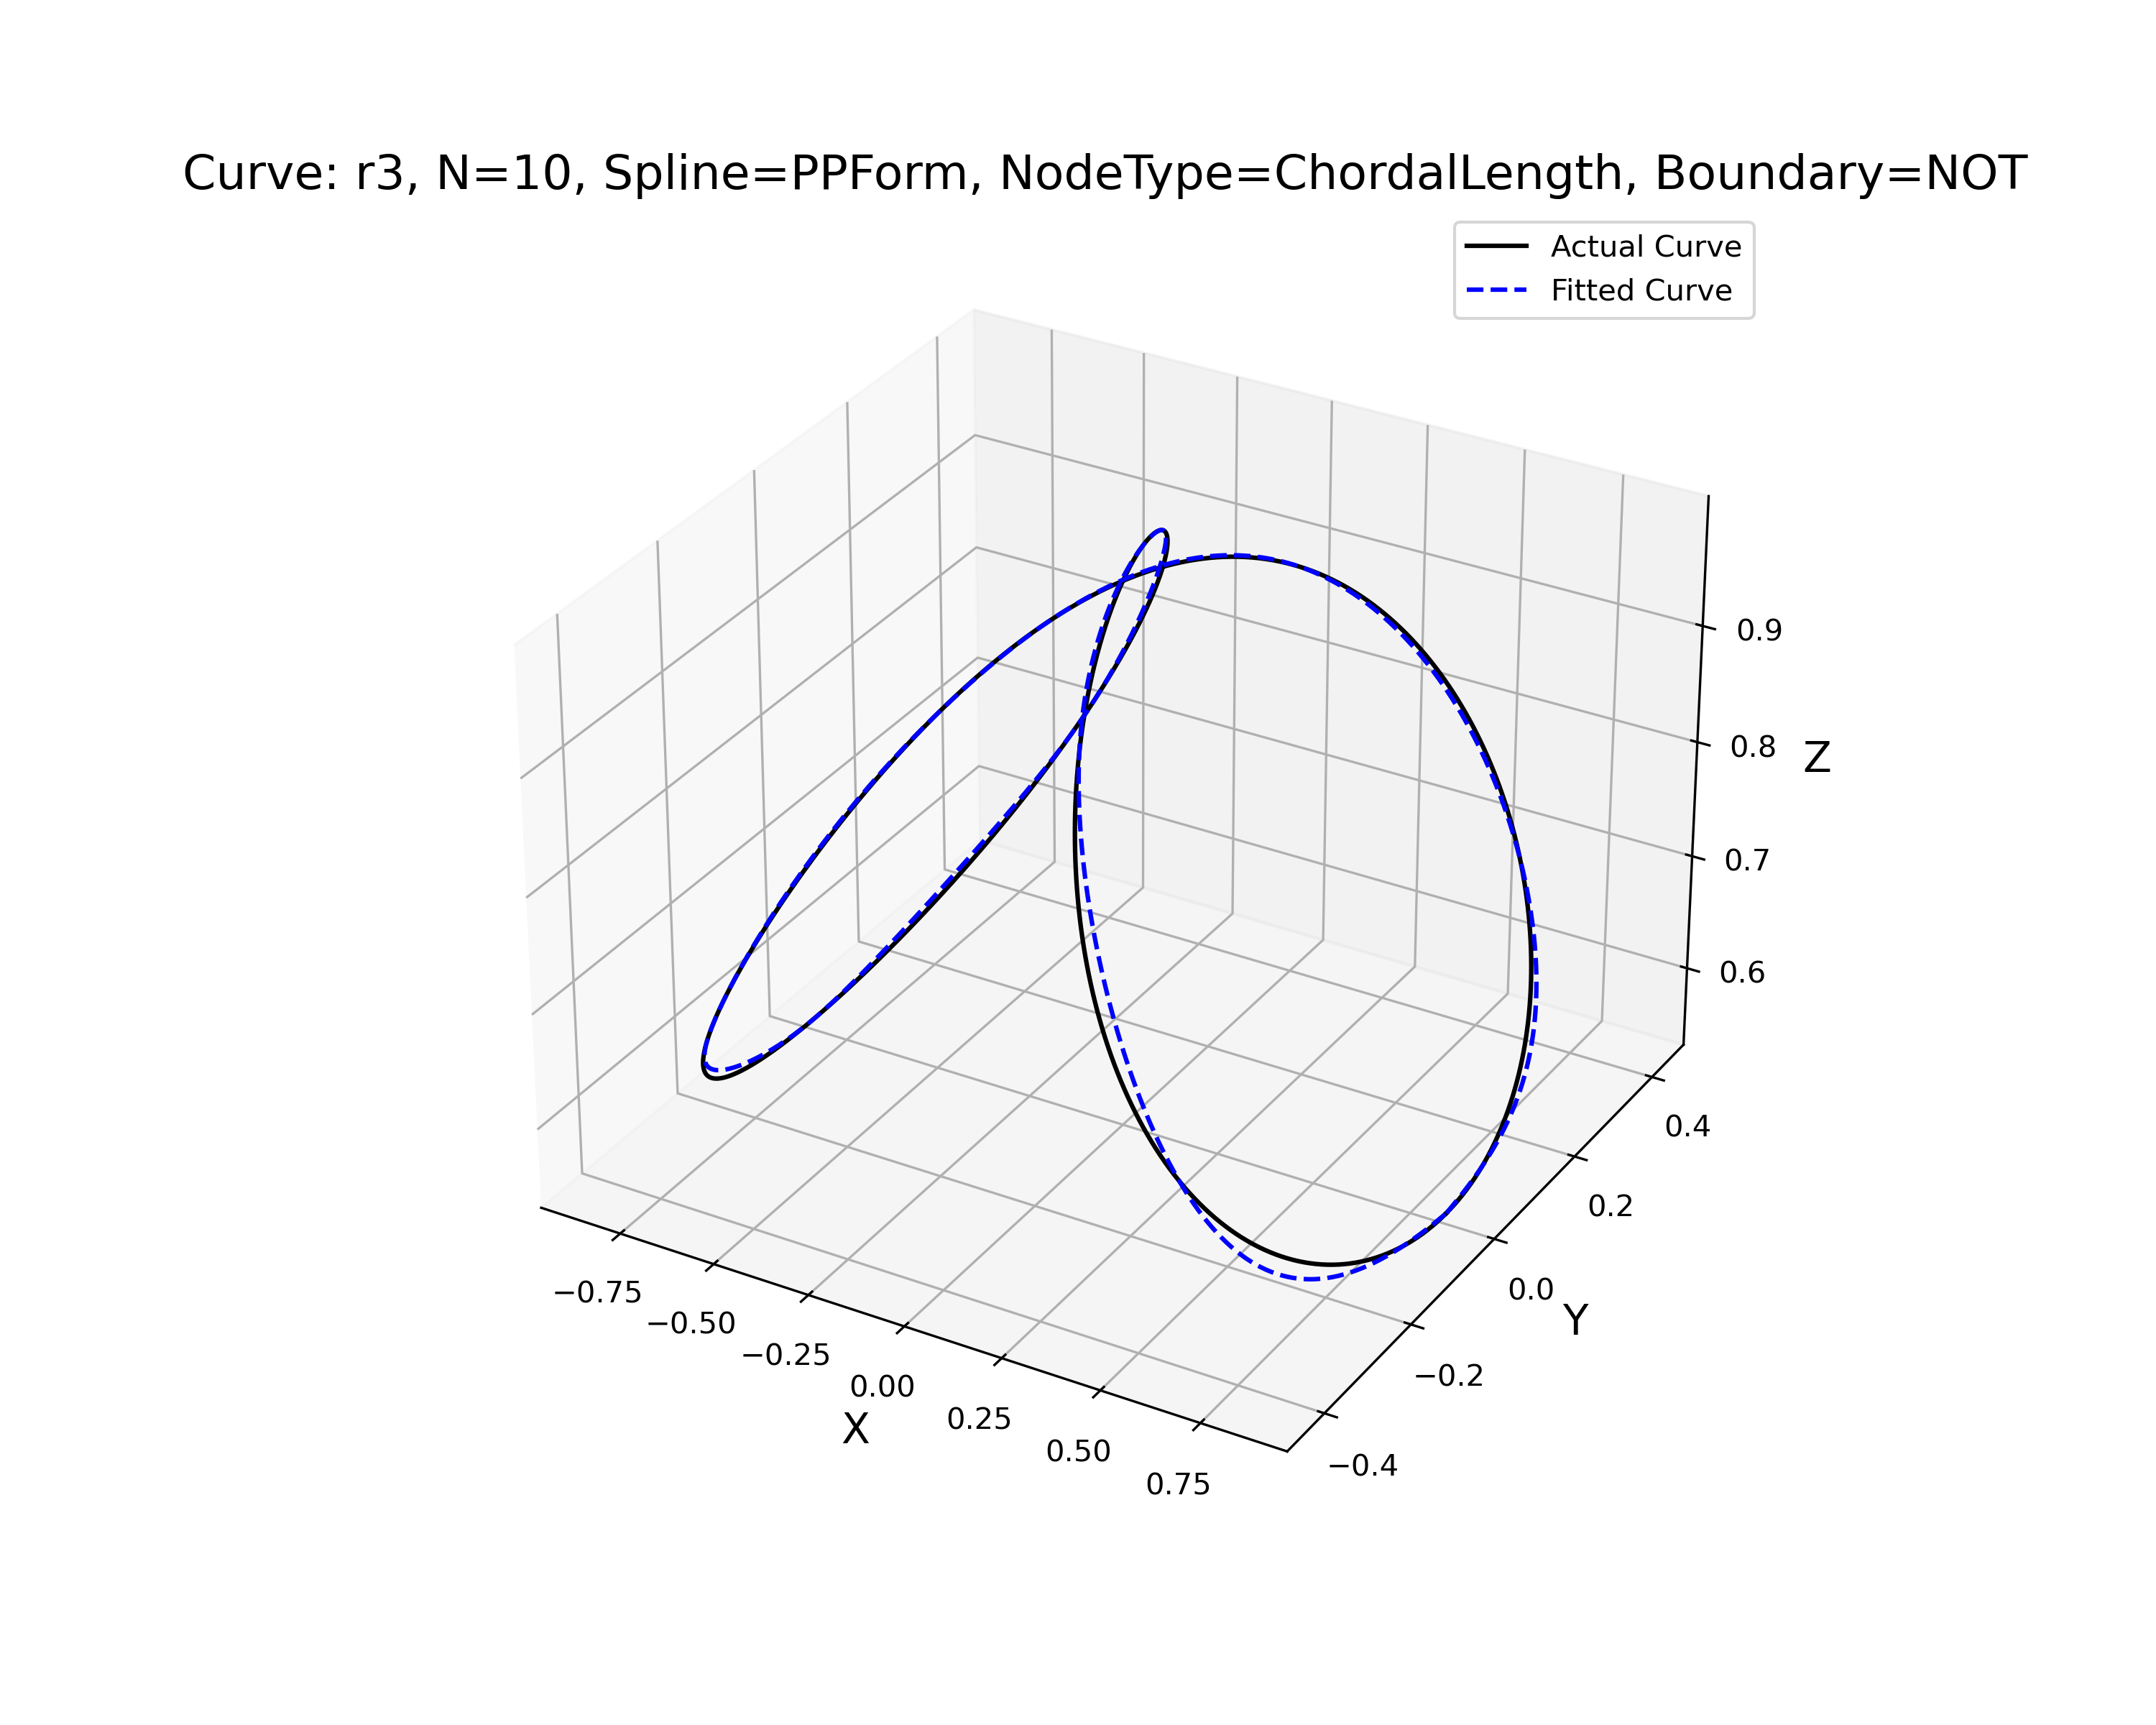 Curve: r3, N=10, Spline=PPForm, NodeType=ChordalLength, Boundary=NOT
Actual Curve
Fitted Curve
0.9
0.8
Z
0.7
0.6
0.4
0.2
0.0
Y
−0.2
−0.4
−0.75
−0.50
−0.25
0.00
X
0.25
0.50
0.75